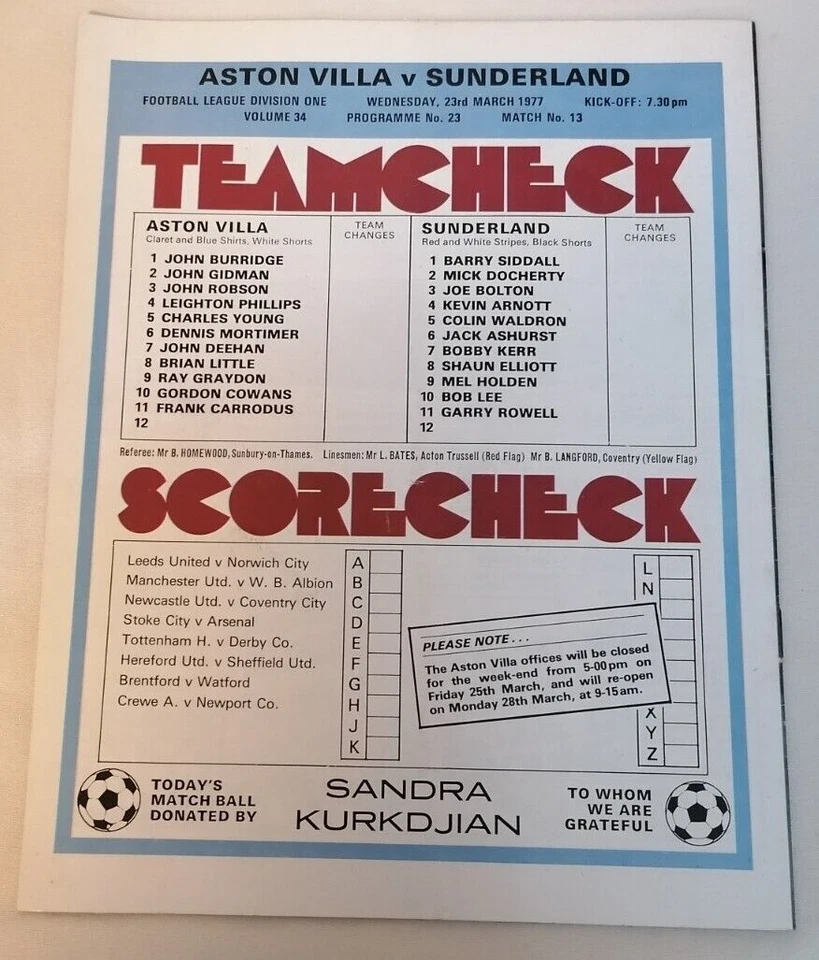 ASTON VILLA v SUNDERLAND
FOOTBALL LEAGUE DIVISION ONE WEDNESDAY, 23rd MARCH 1977 KICK-OFF: 7.30pm
VOLUME 34 PROGRAMME No. 23 MATCH No. 13
TEAMCHECK
ASTON VILLA
Claret and Blue Shirts, White Shorts
TEAM
CHANGES
1 JOHN BURRIDGE
2 JOHN GIDMAN
3 JOHN ROBSON
4 LEIGHTON PHILLIPS
5 CHARLES YOUNG
6 DENNIS MORTIMER
7 JOHN DEEHAN
8 BRIAN LITTLE
9 RAY GRAYDON
10 GORDON COWANS
11 FRANK CARRODUS
12
SUNDERLAND
Red and White Stripes, Black Shorts
TEAM
CHANGES
1 BARRY SIDDALL
2 MICK DOCHERTY
3 JOE BOLTON
4 KEVIN ARNOTT
5 COLIN WALDRON
6 JACK ASHURST
7 BOBBY KERR
8 SHAUN ELLIOTT
9 MEL HOLDEN
10 BOB LEE
11 GARRY ROWELL
12
Referee: Mr B. HOMEWOOD, Sunbury-on-Thames. Linesmen: Mr L. BATES, Acton Trussell (Red Flag) Mr B. LANGFORD, Coventry (Yellow Flag)
SCORECHECK
Leeds United v Norwich City
Manchester Utd. v W. B. Albion
Newcastle Utd. v Coventry City
Stoke City v Arsenal
Tottenham H. v Derby Co.
Hereford Utd. v Sheffield Utd.
Brentford v Watford
Crewe A. v Newport Co.
A
B
C
D
E
F
G
H
J
K
L
N
X
Y
Z
PLEASE NOTE . . .
The Aston Villa offices will be closed
for the week-end from 5-00pm on
Friday 25th March, and will re-open
on Monday 28th March, at 9-15am.
TODAY'S
MATCH BALL
DONATED BY
SANDRA
KURKDJIAN
TO WHOM
WE ARE
GRATEFUL